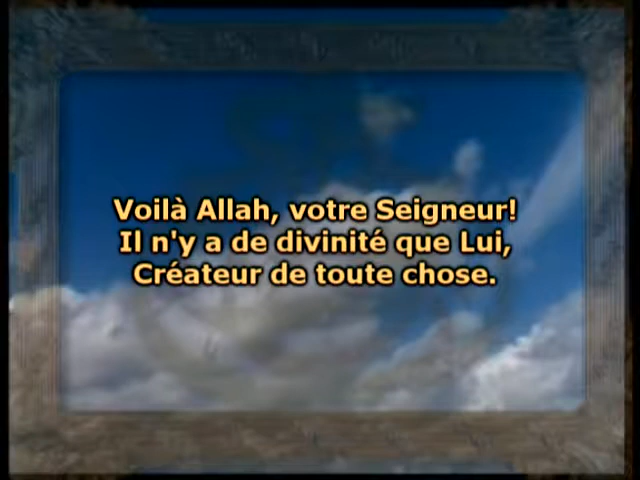 Voilà Allah, votre Seigneur!
Il n'y a de divinité que Lui,
Créateur de toute chose.